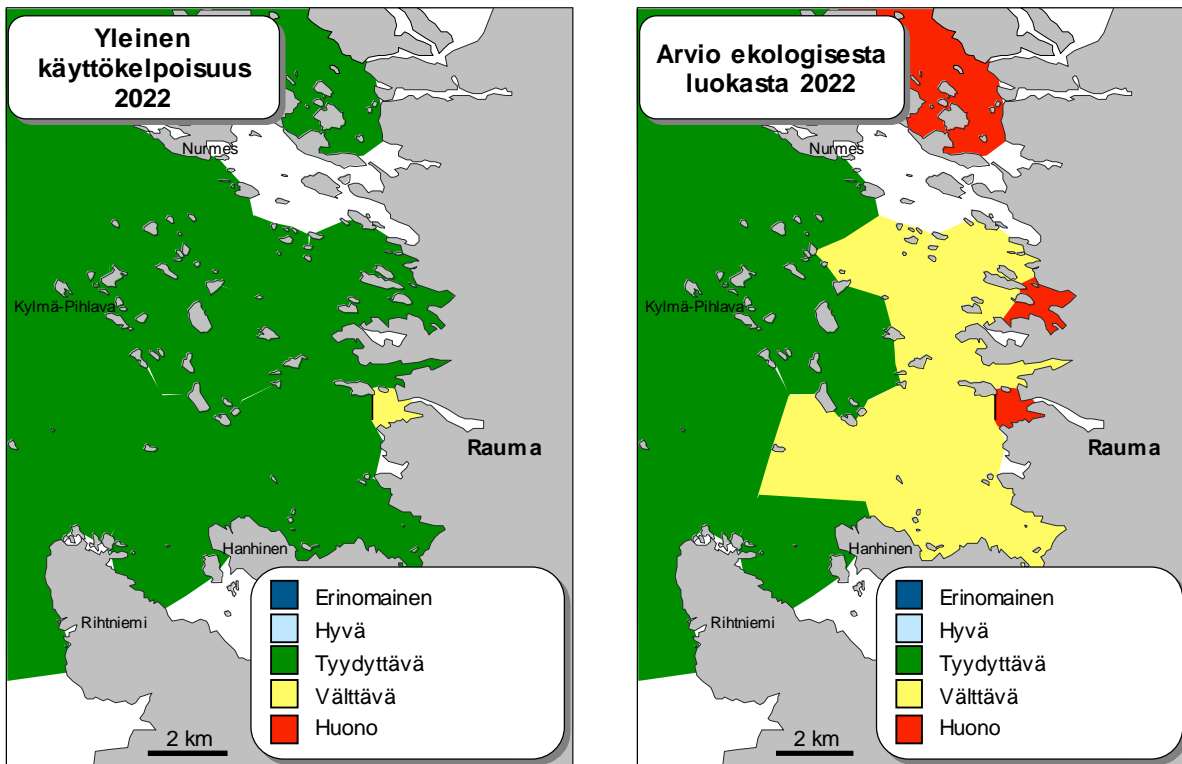 Yleinen
käyttökelpoisuus
2022
Nurmes
Kylmä-Pihlava
Rauma
Hanhinen
Rihtniemi
Erinomainen
Hyvä
Tyydyttävä
Välttävä
Huono
2 km
Arvio ekologisesta
luokasta 2022
Nurmes
Kylmä-Pihlava
Rauma
Hanhinen
Rihtniemi
Erinomainen
Hyvä
Tyydyttävä
Välttävä
Huono
2 km